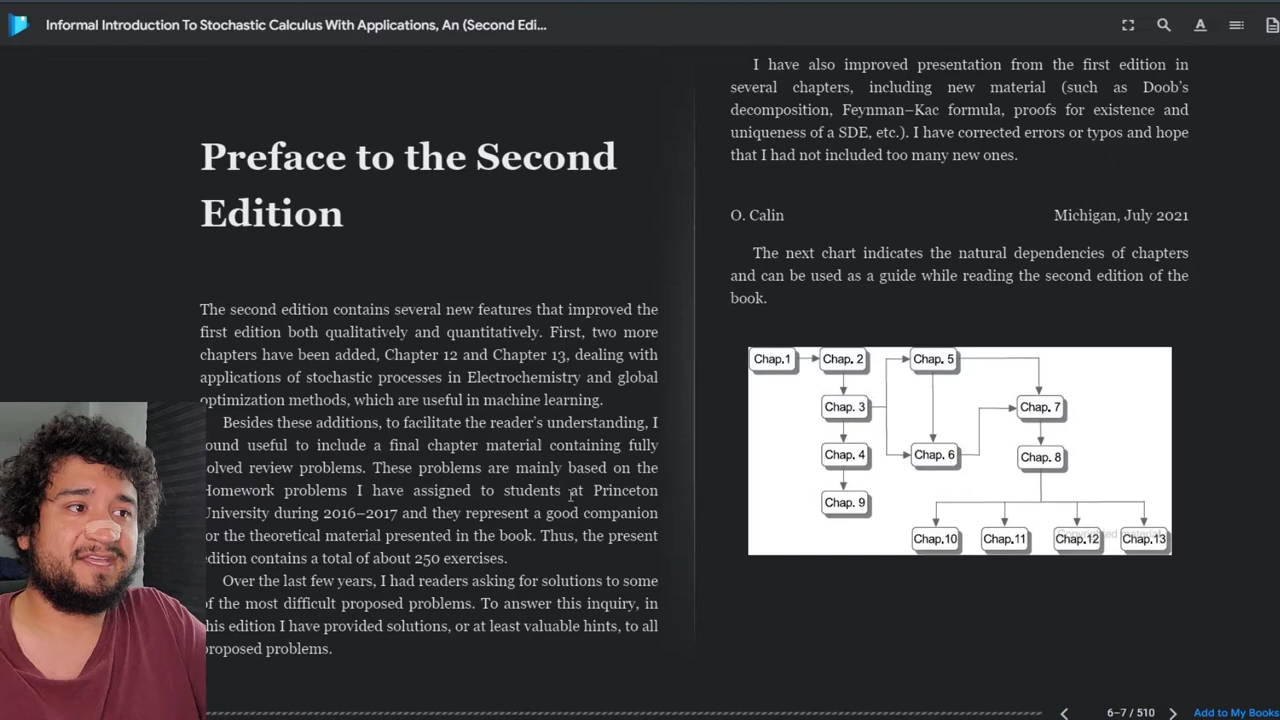 Informal Introduction To Stochastic Calculus With Applications, An (Second Edi...
Preface to the Second
Edition
The second edition contains several new features that improved the
first edition both qualitatively and quantitatively. First, two more
chapters have been added, Chapter 12 and Chapter 13, dealing with
applications of stochastic processes in Electrochemistry and global
optimization methods, which are useful in machine learning.
Besides these additions, to facilitate the reader's understanding, I
ound useful to include a final chapter material containing fully
olved review problems. These problems are mainly based on the
Homework problems I have assigned to students at Princeton
University during 2016–2017 and they represent a good companion
or the theoretical material presented in the book. Thus, the present
edition contains a total of about 250 exercises.
Over the last few years, I had readers asking for solutions to some
of the most difficult proposed problems. To answer this inquiry, in
his edition I have provided solutions, or at least valuable hints, to all
proposed problems.
I have also improved presentation from the first edition in
several chapters, including new material (such as Doob's
decomposition, Feynman–Kac formula, proofs for existence and
uniqueness of a SDE, etc.). I have corrected errors or typos and hope
that I had not included too many new ones.
O. Calin Michigan, July 2021
The next chart indicates the natural dependencies of chapters
and can be used as a guide while reading the second edition of the
book.
Chap.1 Chap. 2 Chap. 5
Chap. 3 Chap. 7
Chap. 4 Chap. 6 Chap. 8
Chap. 9
Chap.10 Chap.11 Chap.12 Chap.13
6–7 / 510 Add to My Books